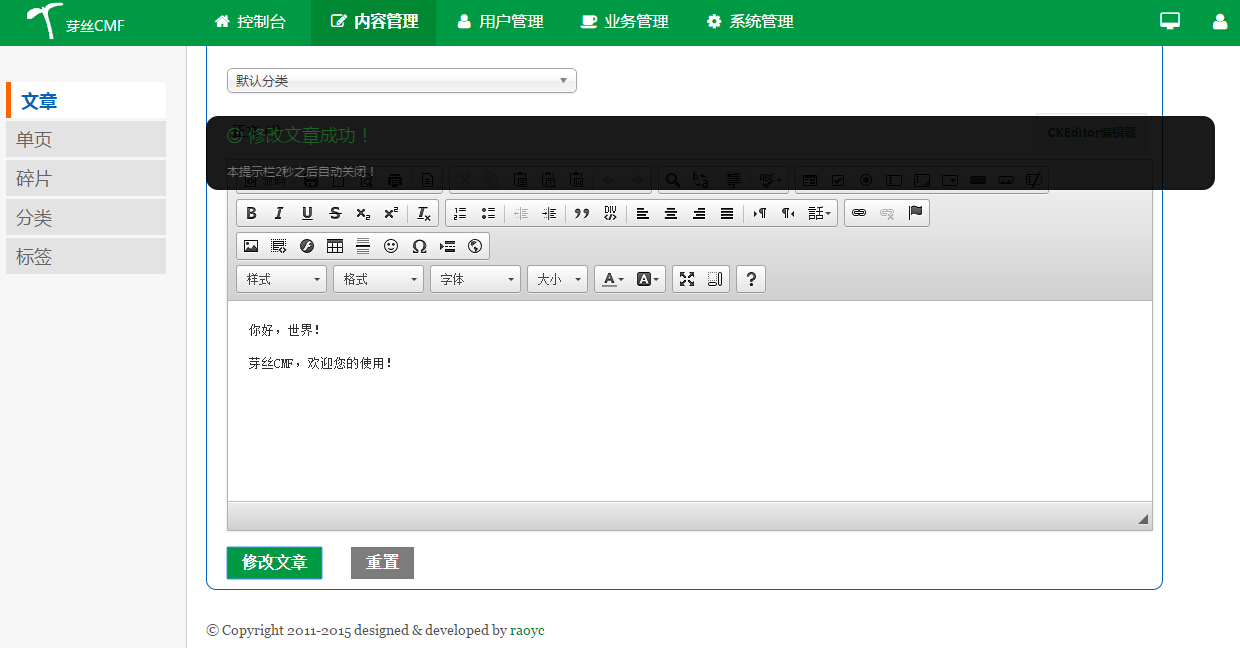 芽丝CMF
控制台
内容管理
用户管理
业务管理
系统管理
文章
单页
碎片
分类
标签
默认分类
修改文章成功！
CKEditor编辑器
本提示栏2秒之后自动关闭！
样式 格式 字体 大小
你好，世界！
芽丝CMF，欢迎您的使用！
修改文章 重置
© Copyright 2011-2015 designed & developed by raoyc